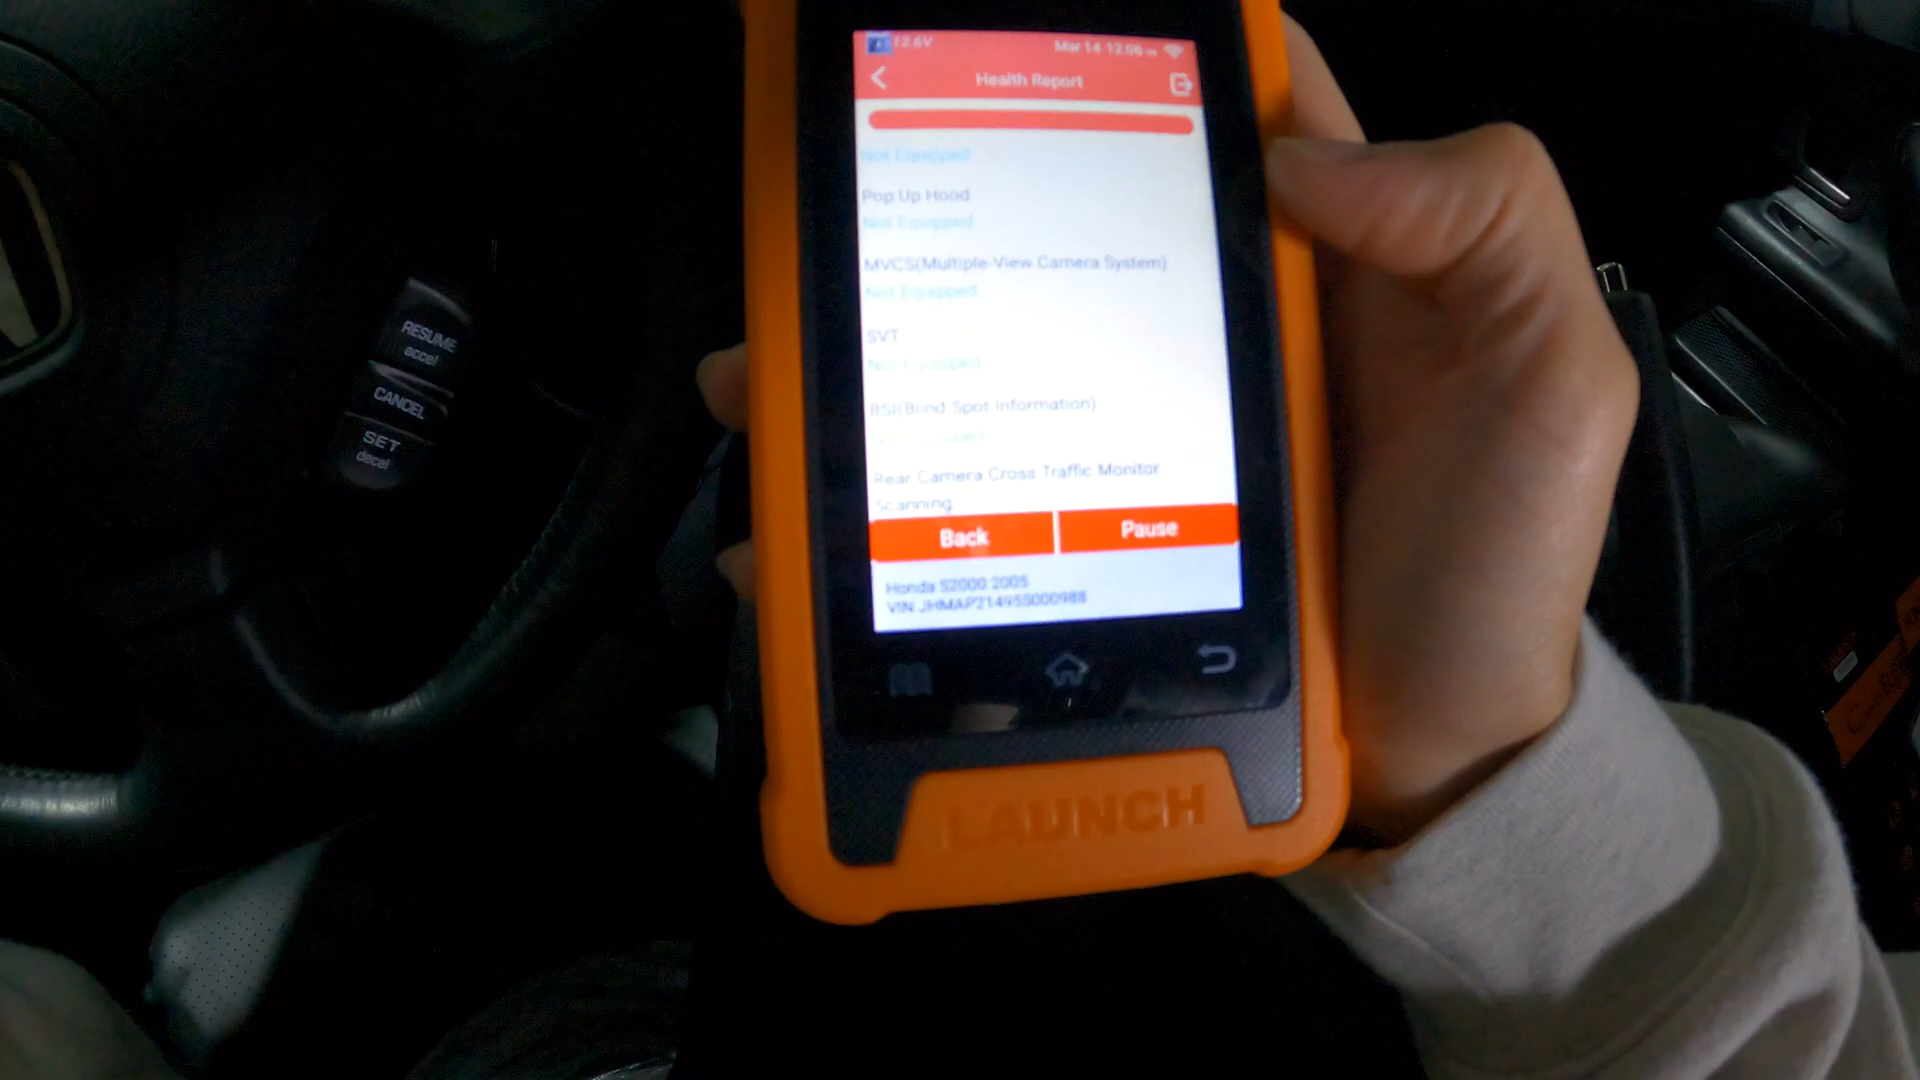 12.6V
Mar 14 12:06
Health Report
Not Equipped
Pop Up Hood
Not Equipped
MVCS(Multiple-View Camera System)
Not Equipped
SVT
Not Equipped
BSI(Blind Spot Information)
Rear Camera Cross Traffic Monitor
Scanning
Back
Pause
Honda S2000 2005
VIN JHMAP21495S000988
LAUNCH
RESUME
accel
CANCEL
SET
decel